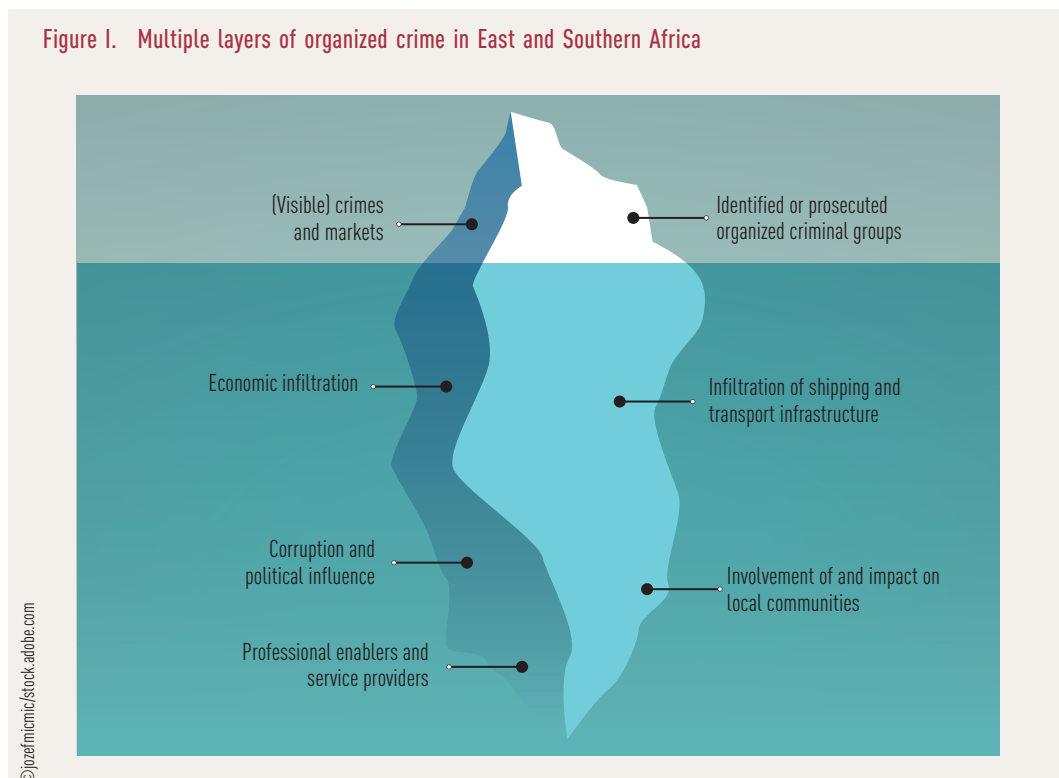 Figure I. Multiple layers of organized crime in East and Southern Africa
(Visible) crimes
and markets
Identified or prosecuted
organized criminal groups
Economic infiltration
Infiltration of shipping and
transport infrastructure
Corruption and
political influence
Involvement of and impact on
local communities
Professional enablers and
service providers
©jozefmicmic/stock.adobe.com